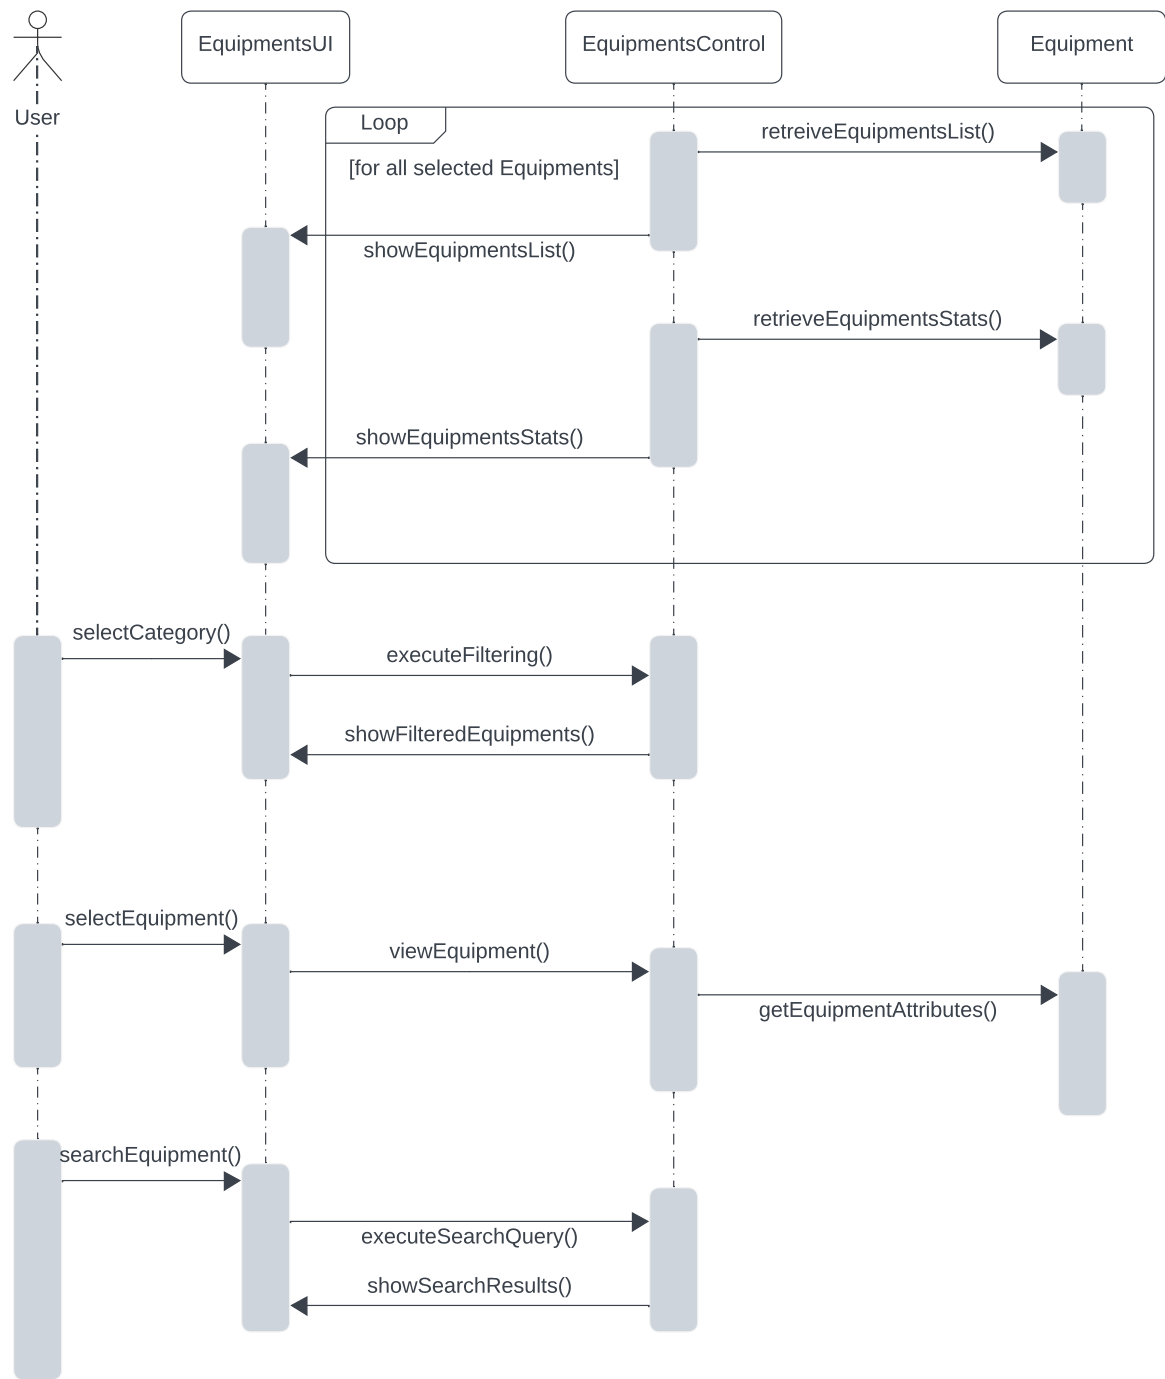 EquipmentsUI
EquipmentsControl
Equipment
User
Loop
retreiveEquipmentsList()
[for all selected Equipments]
showEquipmentsList()
retrieveEquipmentsStats()
showEquipmentsStats()
selectCategory()
executeFiltering()
showFilteredEquipments()
selectEquipment()
viewEquipment()
getEquipmentAttributes()
searchEquipment()
executeSearchQuery()
showSearchResults()